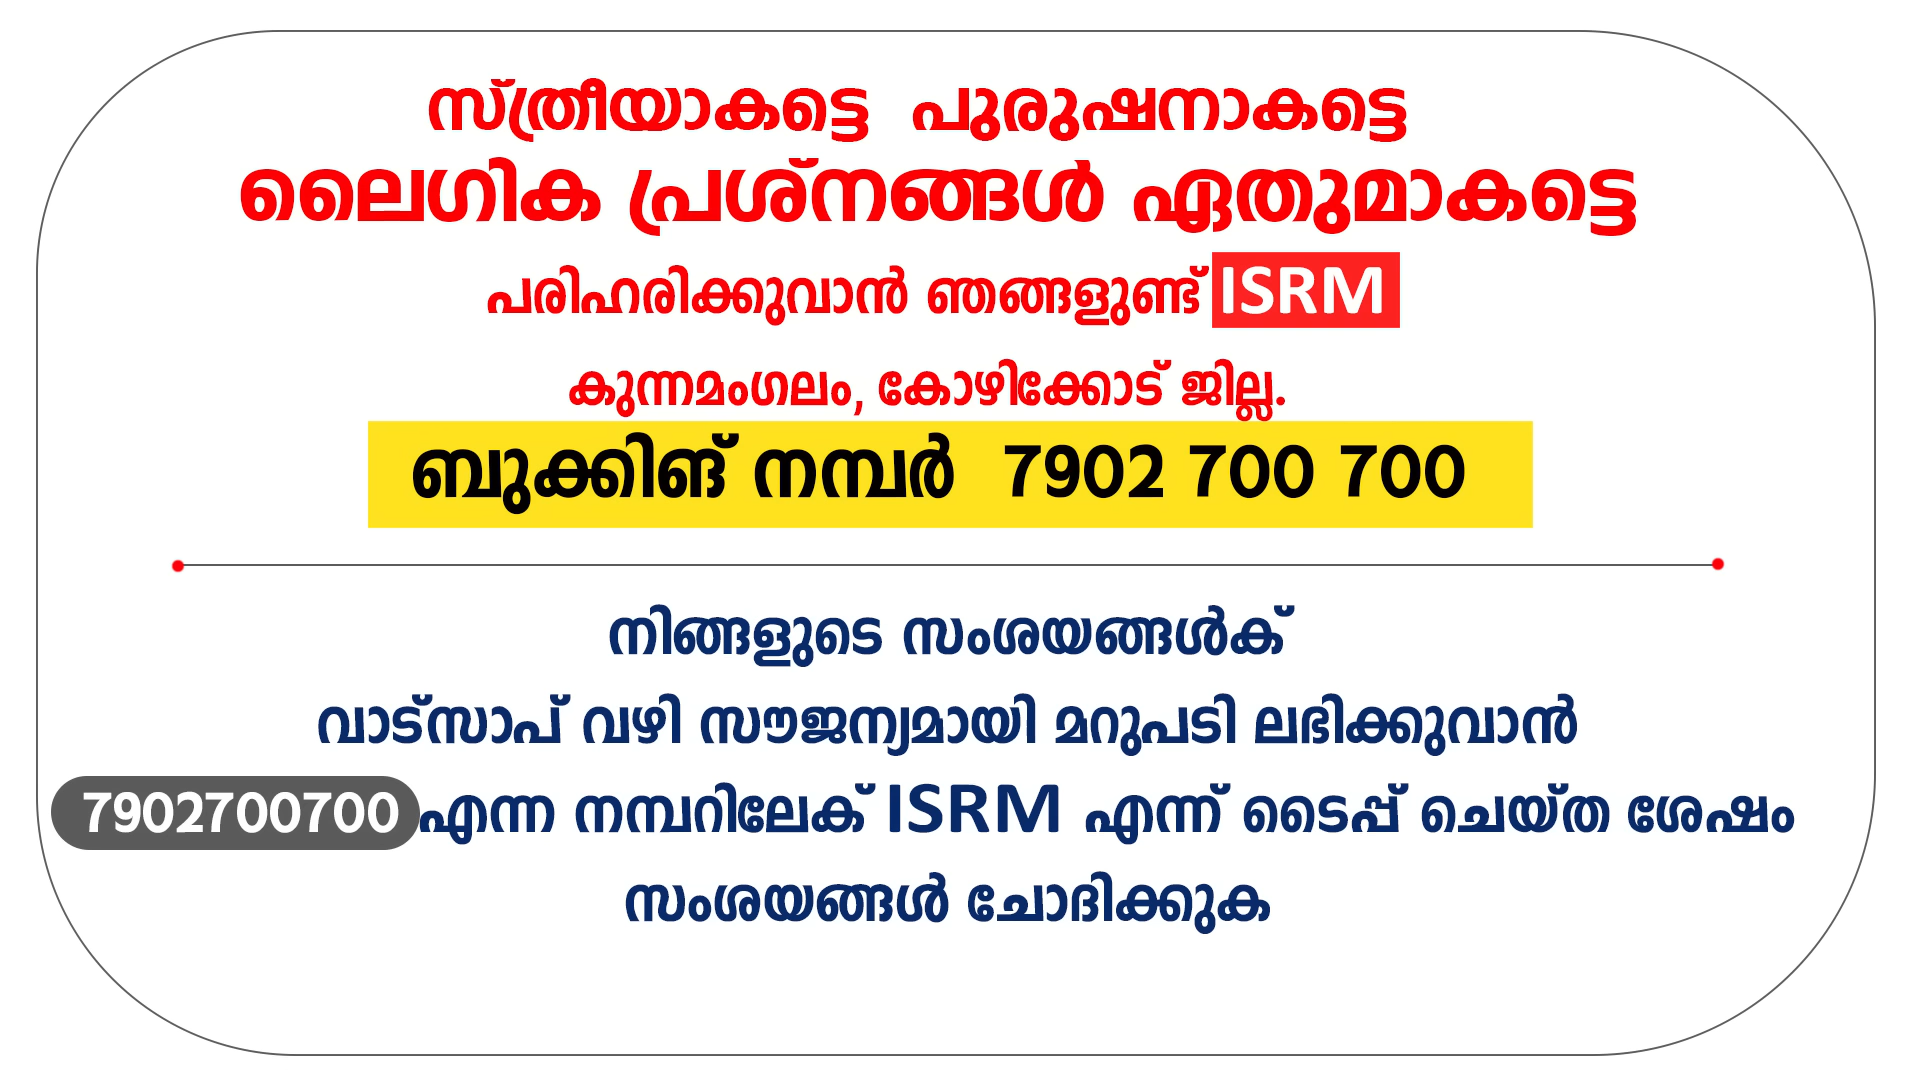 സ്ത്രീയാകട്ടെ പുരുഷനാകട്ടെ
ലൈഗിക പ്രശ്നങ്ങൾ ഏതുമാകട്ടെ
പരിഹരിക്കുവാൻ ഞങ്ങളുണ്ട് ISRM
കുന്നമംഗലം, കോഴിക്കോട് ജില്ല.
ബുക്കിങ് നമ്പർ 7902 700 700
നിങ്ങളുടെ സംശയങ്ങൾക്
വാട്സാപ് വഴി സൗജന്യമായി മറുപടി ലഭിക്കുവാൻ
7902700700 എന്ന നമ്പറിലേക് ISRM എന്ന് ടൈപ്പ് ചെയ്ത ശേഷം
സംശയങ്ങൾ ചോദിക്കുക